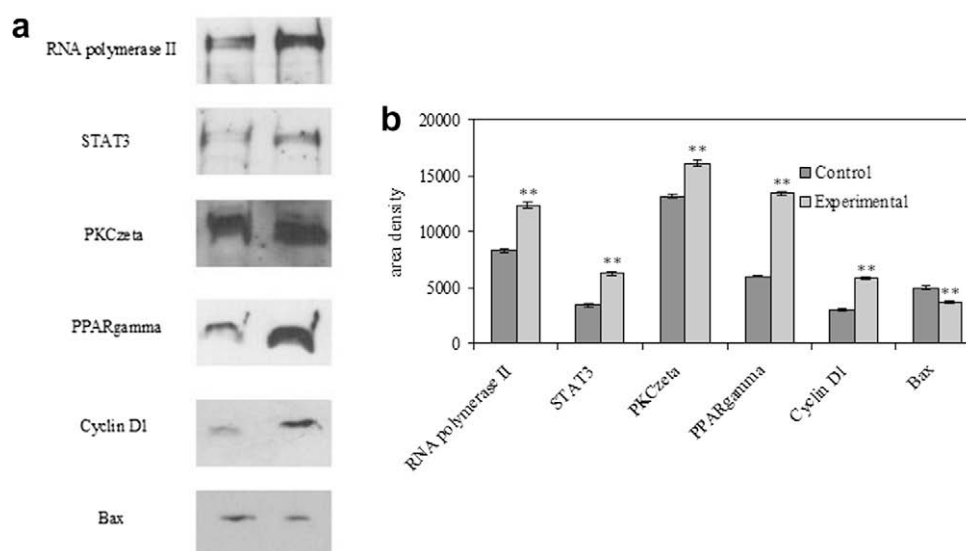 a
RNA polymerase II
STAT3
PKCzeta
PPARgamma
Cyclin D1
Bax
b
20000
15000
10000
5000
0
area density
**
**
**
**
**
**
Control
Experimental
RNA polymerase II
STAT3
PKCzeta
PPARgamma
Cyclin D1
Bax